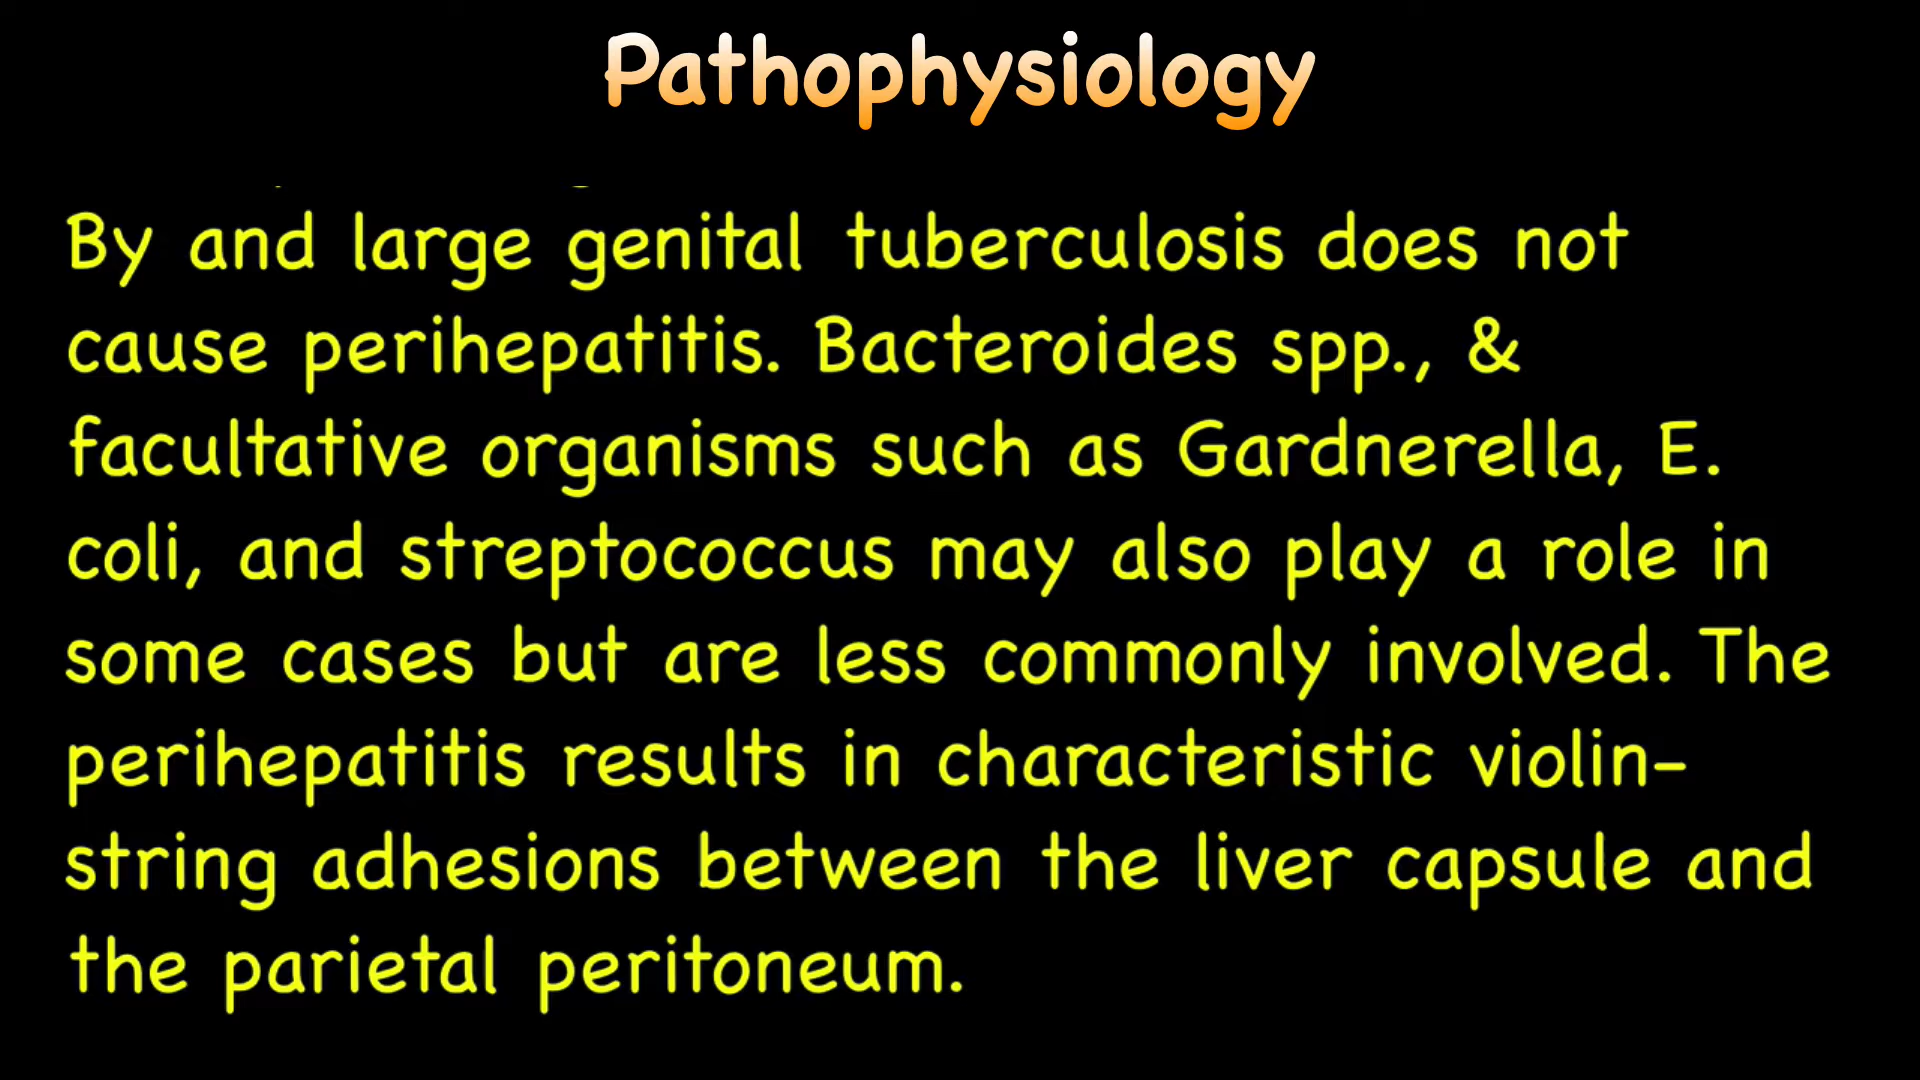 Pathophysiology
By and large genital tuberculosis does not
cause perihepatitis. Bacteroides spp., &
facultative organisms such as Gardnerella, E.
coli, and streptococcus may also play a role in
some cases but are less commonly involved. The
perihepatitis results in characteristic violin-
string adhesions between the liver capsule and
the parietal peritoneum.